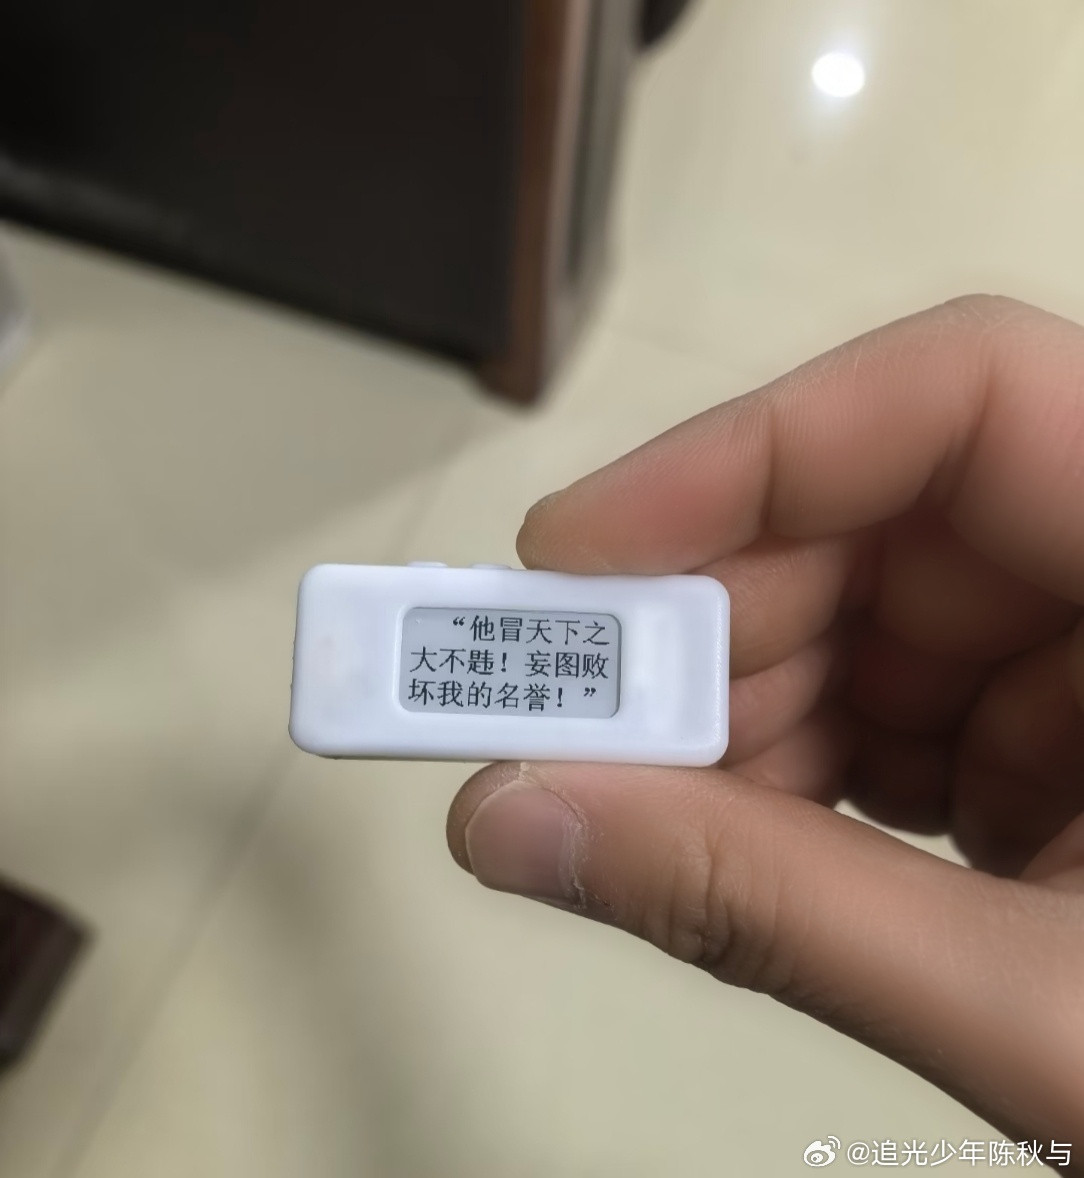 “他冒天下之
大不韪！妄图败
坏我的名誉！”
@追光少年陈秋与